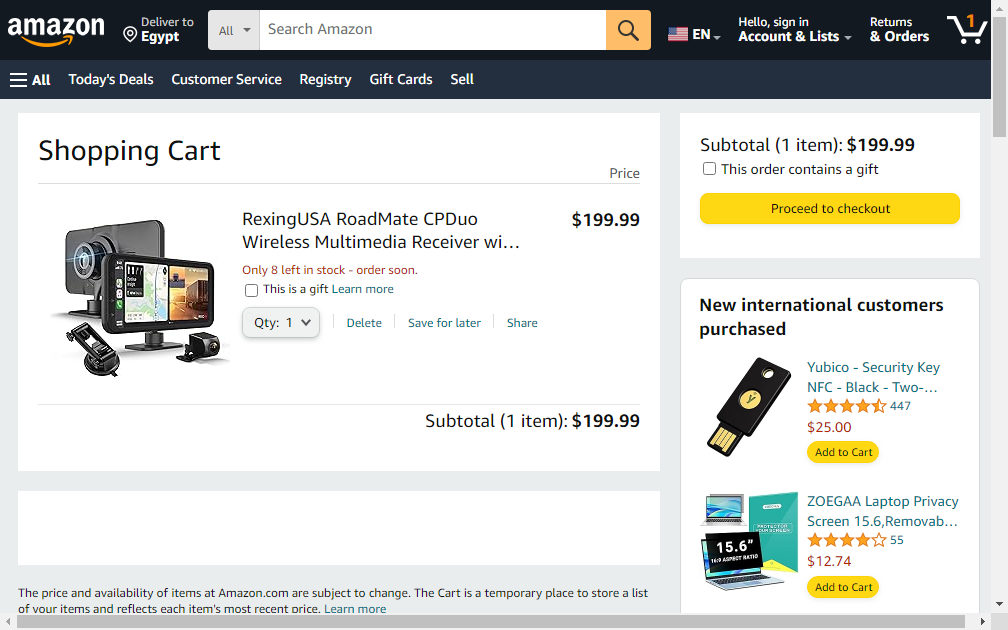 amazon
Deliver to
Egypt
All
Search Amazon
EN
Hello, sign in
Account & Lists
Returns
& Orders
1
All
Today's Deals
Customer Service
Registry
Gift Cards
Sell
Shopping Cart
Price
RexingUSA RoadMate CPDuo
Wireless Multimedia Receiver wi…
$199.99
Only 8 left in stock - order soon.
This is a gift Learn more
Qty: 1
Delete
Save for later
Share
Subtotal (1 item): $199.99
The price and availability of items at Amazon.com are subject to change. The Cart is a temporary place to store a list
of your items and reflects each item's most recent price. Learn more
Subtotal (1 item): $199.99
This order contains a gift
Proceed to checkout
New international customers
purchased
Yubico - Security Key
NFC - Black - Two-…
447
$25.00
Add to Cart
15.6”
16:9 ASPECT RATIO
PROTECTOR
ZOEGAA Laptop Privacy
Screen 15.6,Removab…
55
$12.74
Add to Cart